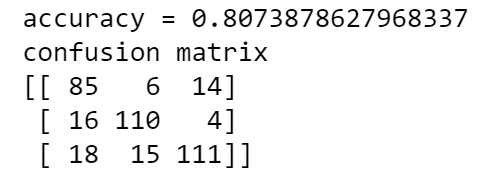 accuracy = 0.8073878627968337
confusion matrix
[[ 85   6  14]
 [ 16 110   4]
 [ 18  15 111]]